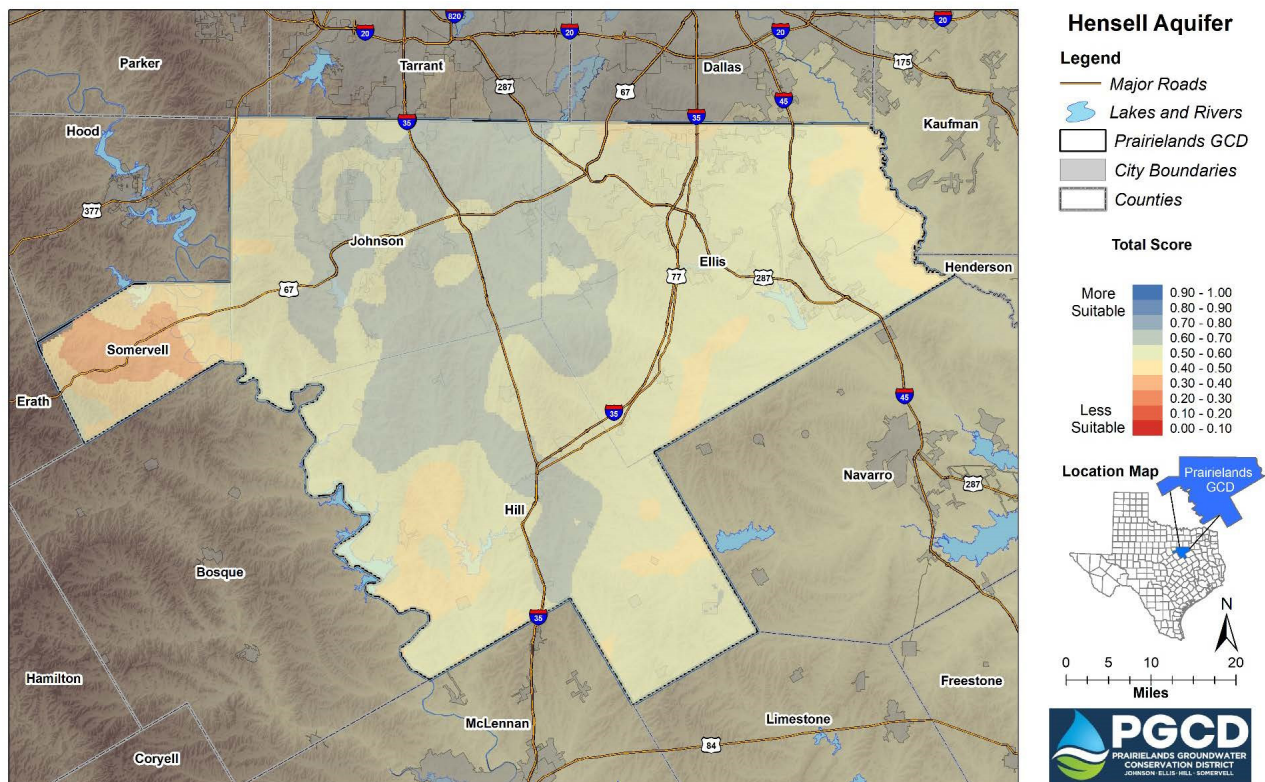 Hensell Aquifer
Legend
Major Roads
Lakes and Rivers
Prairielands GCD
City Boundaries
Counties
Total Score
More
Suitable
0.90 - 1.00
0.80 - 0.90
0.70 - 0.80
0.60 - 0.70
0.50 - 0.60
0.40 - 0.50
0.30 - 0.40
0.20 - 0.30
0.10 - 0.20
0.00 - 0.10
Less
Suitable
Location Map
Prairielands
GCD
N
0 5 10 20
Miles
PGCD
PRAIRIELANDS GROUNDWATER
CONSERVATION DISTRICT
JOHNSON · ELLIS · HILL · SOMERVELL
820
20
20
20
20
Parker
Tarrant
Dallas
287
67
175
45
Hood
35
35
Kaufman
377
Johnson
Ellis
77
287
Henderson
67
Somervell
Erath
35
45
Navarro
287
Hill
Bosque
35
Hamilton
Freestone
McLennan
Limestone
84
Coryell